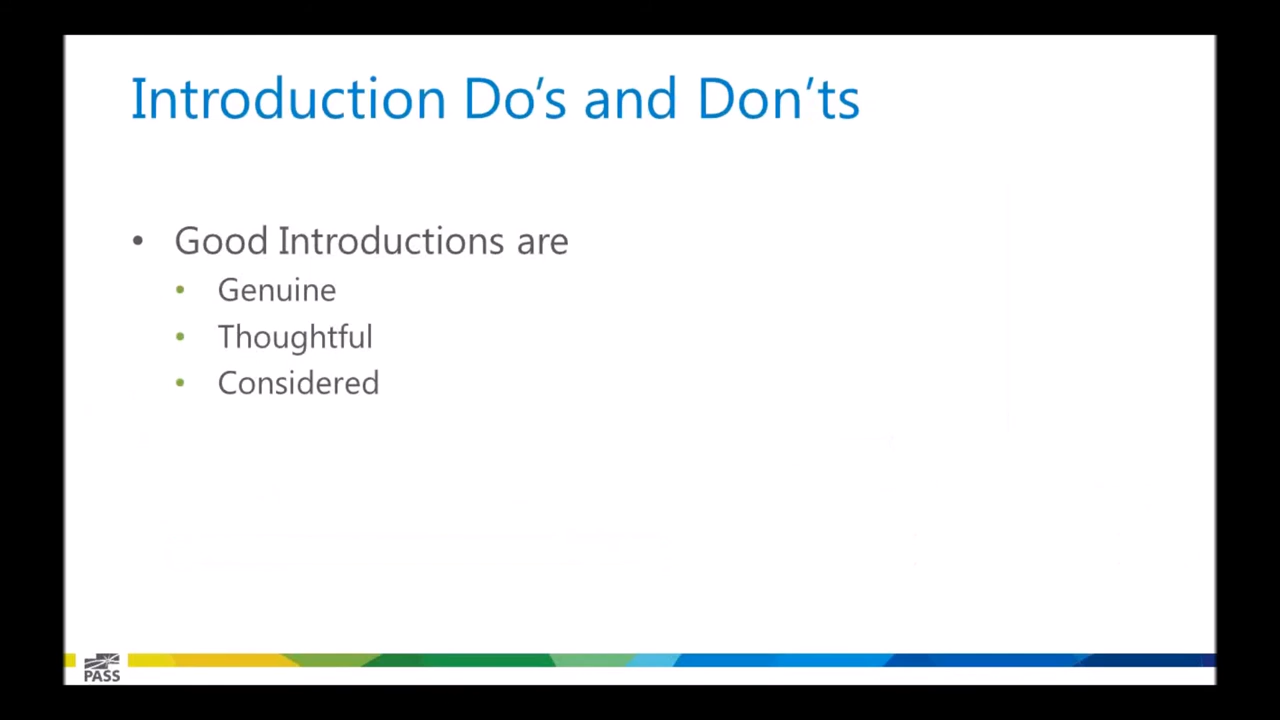 Introduction Do's and Don'ts
• Good Introductions are
• Genuine
• Thoughtful
• Considered
PASS